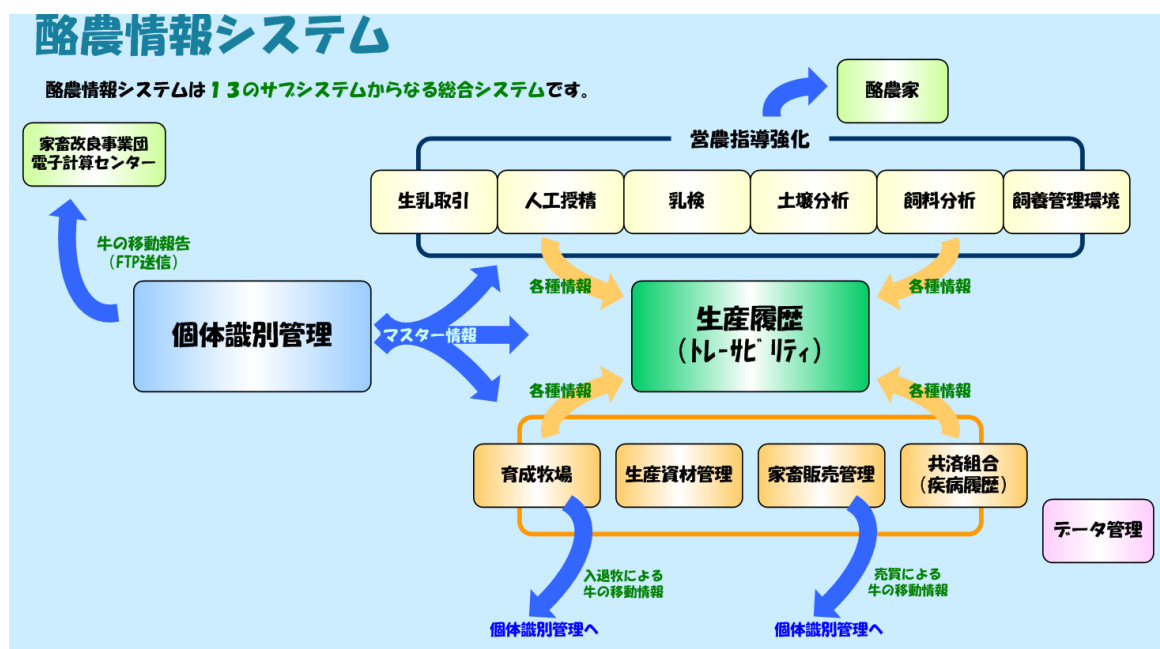 酪農情報システム
酪農情報システムは13のサブシステムからなる総合システムです。
酪農家
家畜改良事業団
電子計算センター
営農指導強化
生乳取引
人工授精
乳検
土壌分析
飼料分析
飼養管理環境
牛の移動報告
(FTP送信)
各種情報
各種情報
個体識別管理
マスター情報
生産履歴
(トレーサビリティ)
各種情報
各種情報
育成牧場
生産資材管理
家畜販売管理
共済組合
(疾病履歴)
データ管理
入退牧による
牛の移動情報
売買による
牛の移動情報
個体識別管理へ
個体識別管理へ